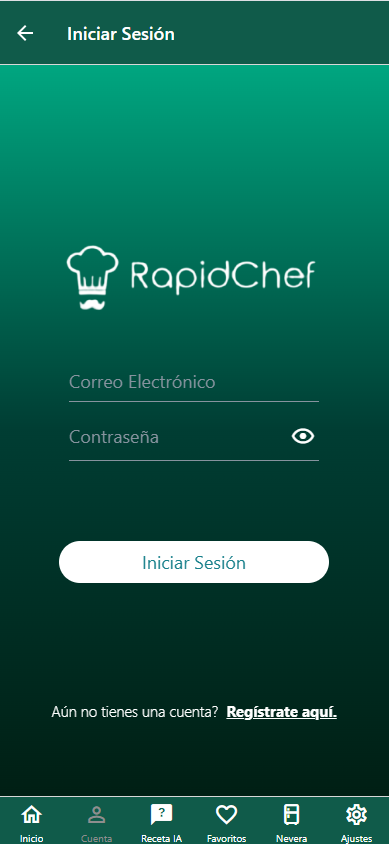 Iniciar Sesión
RapidChef
Correo Electrónico
Contraseña
Iniciar Sesión
Aún no tienes una cuenta? Regístrate aquí.
Inicio Cuenta Receta IA Favoritos Nevera Ajustes